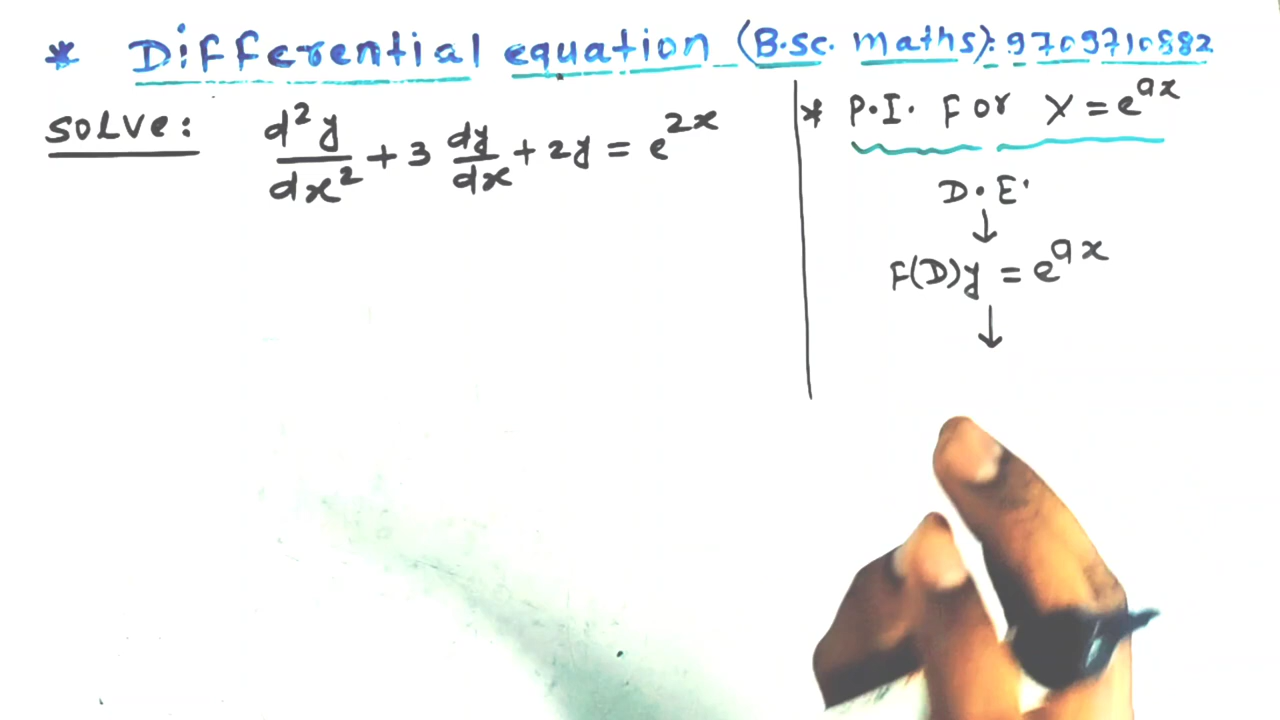 * Differential equation (B.sc. maths): 9709710882
SOLVE: d²y/dx² + 3 dy/dx + 2y = e^{2x}
* P.I. For X = e^{ax}
D.E.
↓
F(D)y = e^{ax}
↓